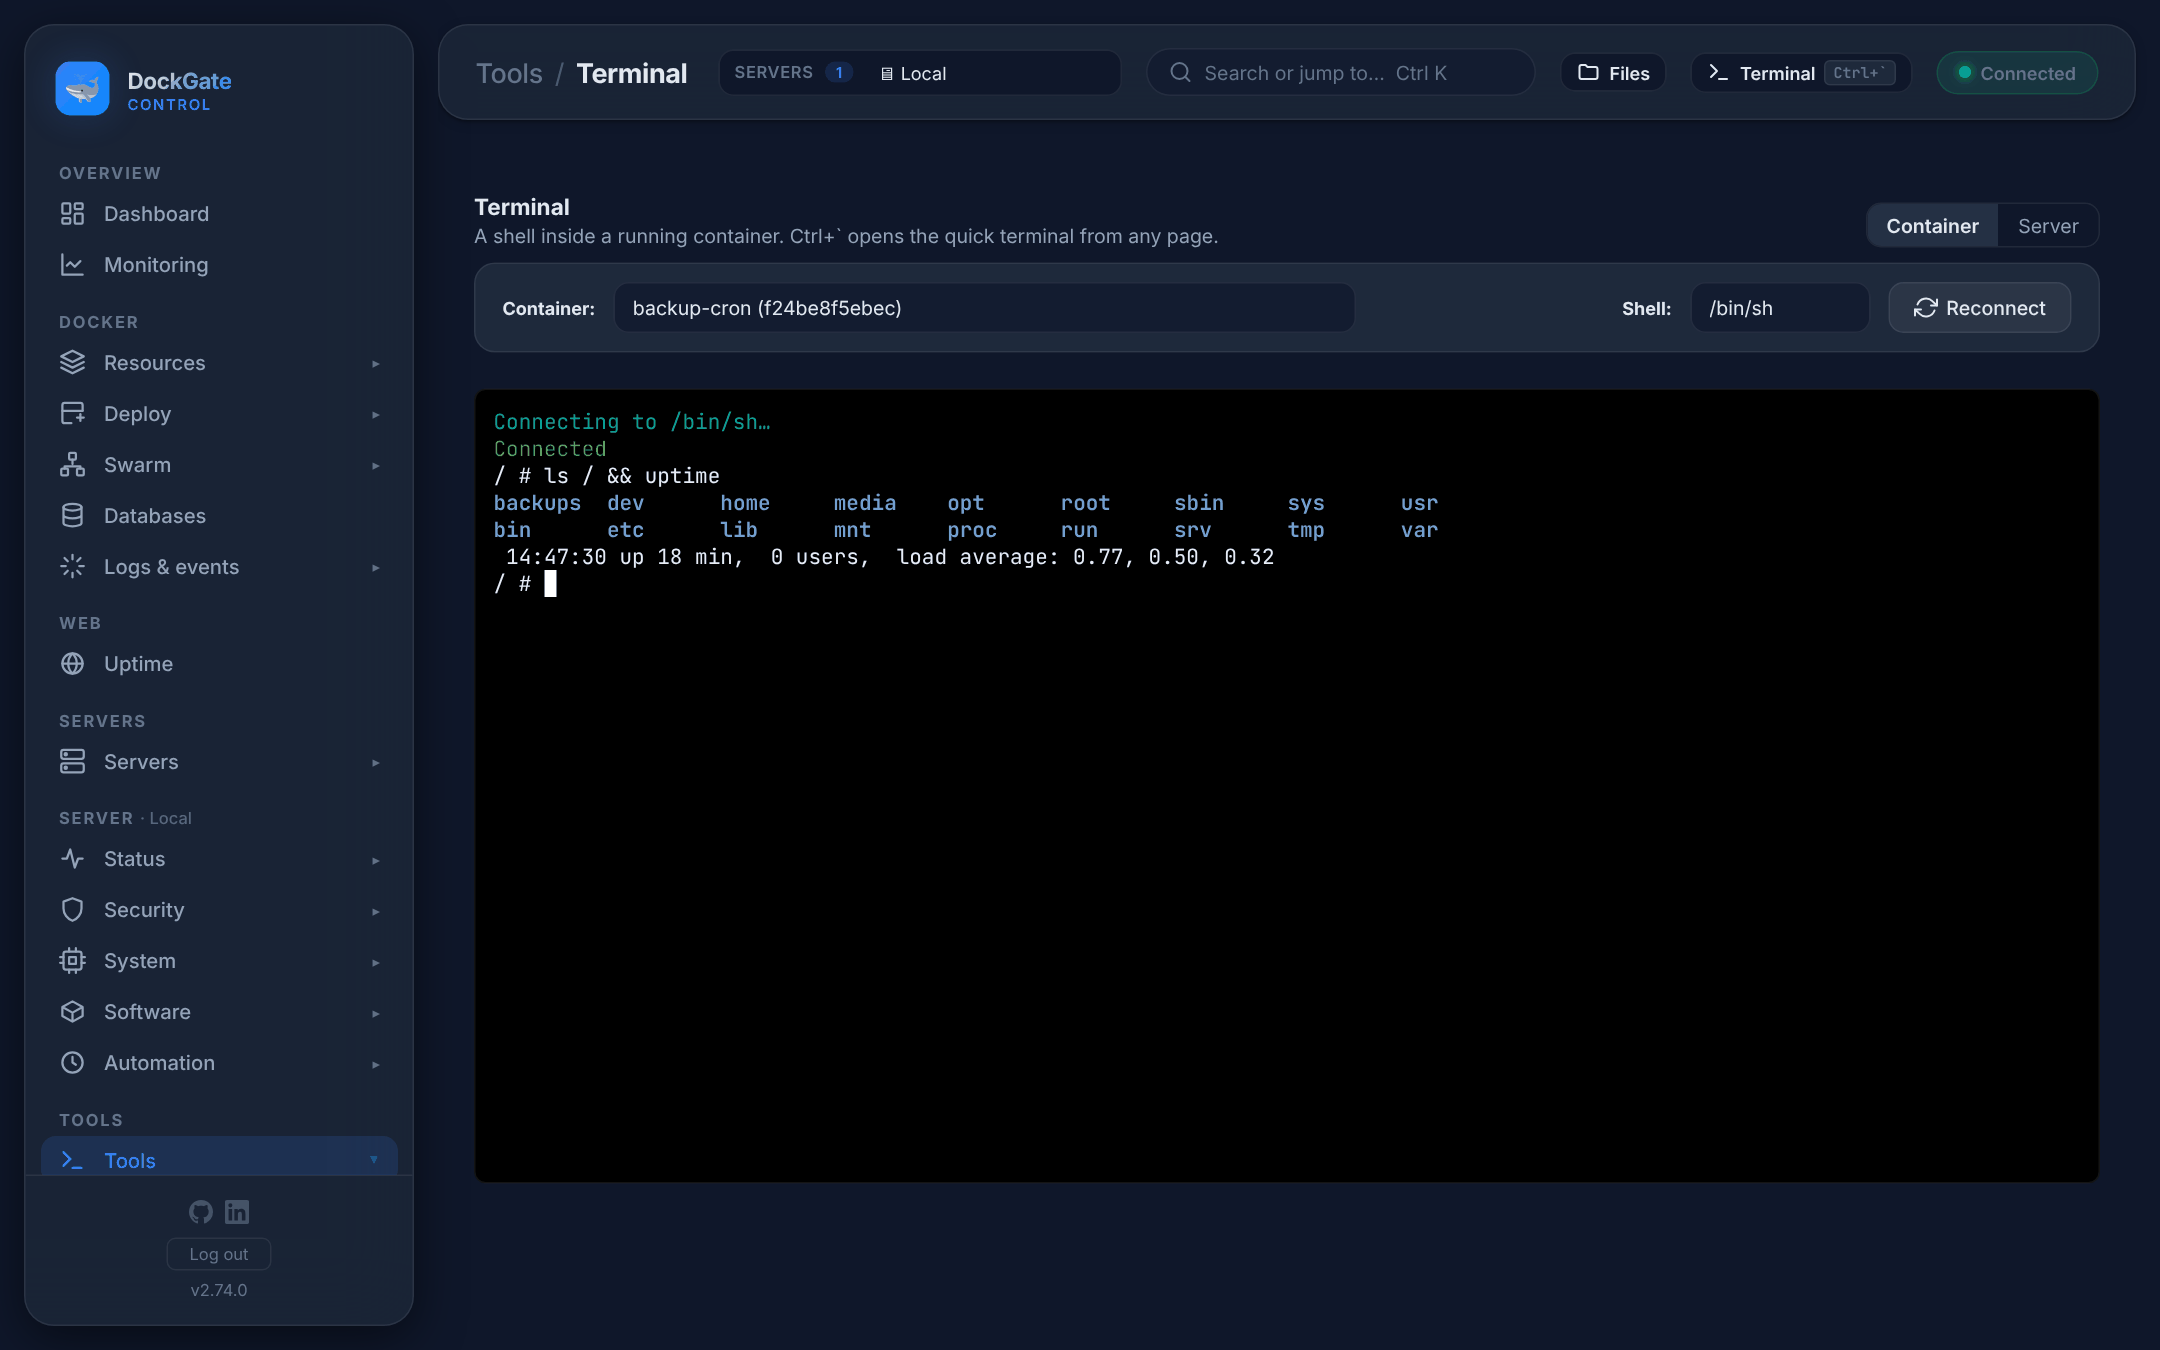 DockGate
CONTROL
OVERVIEW
Dashboard
Monitoring
DOCKER
Resources
Deploy
Swarm
Databases
Logs & events
WEB
Uptime
SERVERS
Servers
SERVER · Local
Status
Security
System
Software
Automation
TOOLS
Tools
Log out
v2.74.0
Tools / Terminal
SERVERS 1 Local
Search or jump to... Ctrl K
Files
Terminal Ctrl+`
Connected
Terminal
A shell inside a running container. Ctrl+` opens the quick terminal from any page.
Container Server
Container: backup-cron (f24be8f5ebec) Shell: /bin/sh Reconnect
Connecting to /bin/sh…
Connected
/ # ls / && uptime
backups dev home media opt root sbin sys usr
bin etc lib mnt proc run srv tmp var
14:47:30 up 18 min, 0 users, load average: 0.77, 0.50, 0.32
/ #